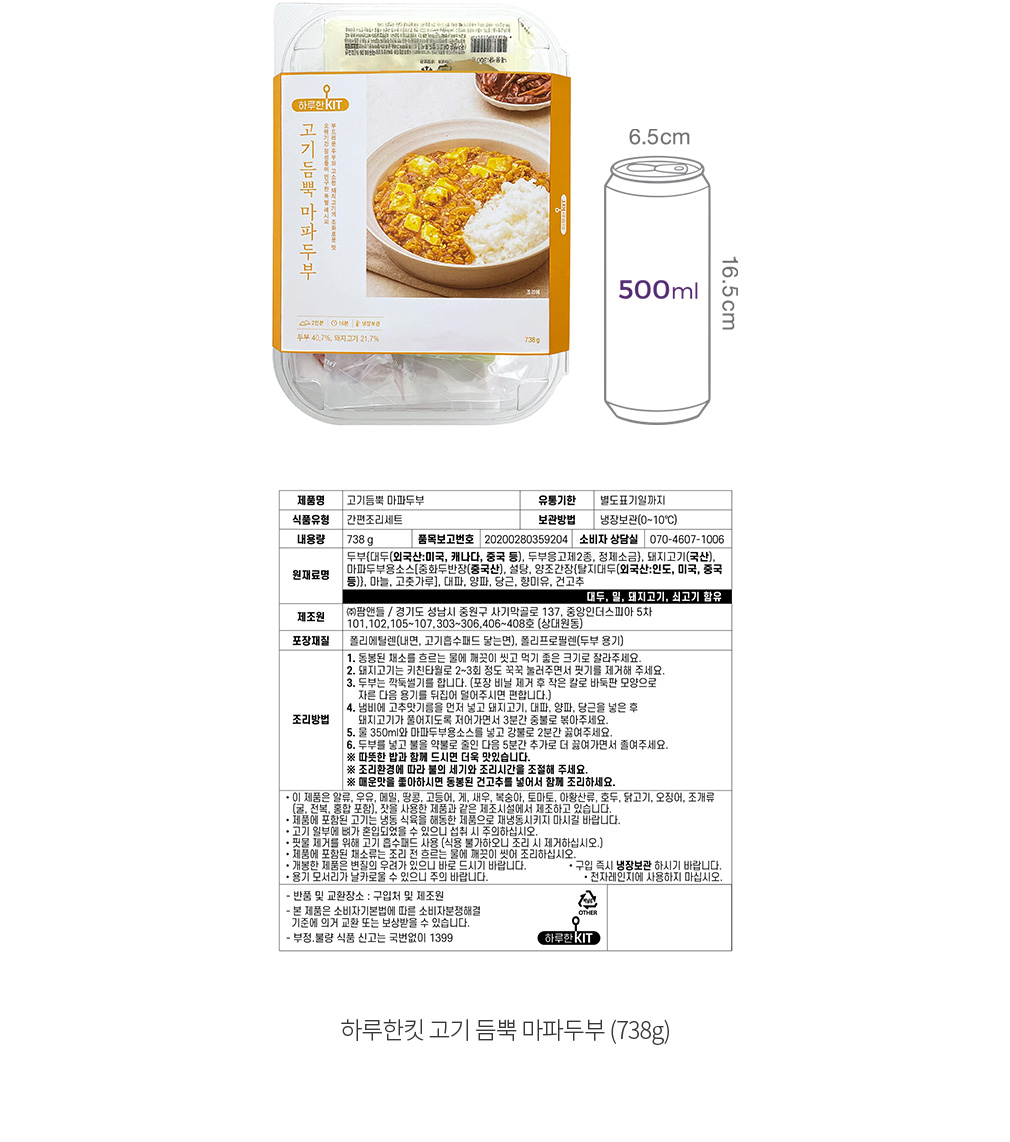 하루한KIT
고기듬뿍 마파두부
부드러운 두부와 고소한 돼지고기의 조화로운 맛
조리예
2인분 | 10분 | 냉장보관
두부 40.7%, 돼지고기 21.7%
738g
6.5cm
500ml
16.5cm
제품명 고기듬뿍 마파두부 유통기한 별도표기일까지
식품유형 간편조리세트 보관방법 냉장보관(0~10℃)
내용량 738 g 품목보고번호 20200280359204 소비자 상담실 070-4607-1006
원재료명
두부{대두(외국산:미국, 캐나다, 중국 등), 두부응고제2종, 정제소금}, 돼지고기(국산),
마파두부용소스[중화두반장(중국산), 설탕, 양조간장{탈지대두(외국산:인도, 미국, 중국
등)}, 마늘, 고춧가루], 대파, 양파, 당근, 향미유, 건고추
대두, 밀, 돼지고기, 쇠고기 함유
제조원
㈜팜앤들 / 경기도 성남시 중원구 사기막골로 137, 중앙인더스피아 5차
101,102,105~107,303~306,406~408호 (상대원동)
포장재질 폴리에틸렌(내면, 고기흡수패드 닿는면), 폴리프로필렌(두부 용기)
조리방법
1. 동봉된 채소를 흐르는 물에 깨끗이 씻고 먹기 좋은 크기로 잘라주세요.
2. 돼지고기는 키친타월로 2~3회 정도 꾹꾹 눌러주면서 핏기를 제거해 주세요.
3. 두부는 깍둑썰기를 합니다. (포장 비닐 제거 후 작은 칼로 바둑판 모양으로
자른 다음 용기를 뒤집어 덜어주시면 편합니다.)
4. 냄비에 고추맛기름을 먼저 넣고 돼지고기, 대파, 양파, 당근을 넣은 후
돼지고기가 풀어지도록 저어가면서 3분간 중불로 볶아주세요.
5. 물 350ml와 마파두부용소스를 넣고 강불로 2분간 끓여주세요.
6. 두부를 넣고 불을 약불로 줄인 다음 5분간 추가로 더 끓여가면서 졸여주세요.
※ 따뜻한 밥과 함께 드시면 더욱 맛있습니다.
※ 조리환경에 따라 불의 세기와 조리시간을 조절해 주세요.
※ 매운맛을 좋아하시면 동봉된 건고추를 넣어서 함께 조리하세요.
• 이 제품은 알류, 우유, 메밀, 땅콩, 고등어, 게, 새우, 복숭아, 토마토, 아황산류, 호두, 닭고기, 오징어, 조개류
(굴, 전복, 홍합 포함), 잣을 사용한 제품과 같은 제조시설에서 제조하고 있습니다.
• 제품에 포함된 고기는 냉동 식육을 해동한 제품으로 재냉동시키지 마시길 바랍니다.
• 고기 일부에 뼈가 혼입되었을 수 있으니 섭취 시 주의하십시오.
• 핏물 제거를 위해 고기 흡수패드 사용 (식용 불가하오니 조리 시 제거하십시오.)
• 제품에 포함된 채소류는 조리 전 흐르는 물에 깨끗이 씻어 조리하십시오.
• 개봉한 제품은 변질의 우려가 있으니 바로 드시기 바랍니다. • 구입 즉시 냉장보관 하시기 바랍니다.
• 용기 모서리가 날카로울 수 있으니 주의 바랍니다. • 전자레인지에 사용하지 마십시오.
- 반품 및 교환장소 : 구입처 및 제조원
- 본 제품은 소비자기본법에 따른 소비자분쟁해결
기준에 의거 교환 또는 보상받을 수 있습니다.
- 부정.불량 식품 신고는 국번없이 1399
OTHER
하루한KIT
하루한킷 고기 듬뿍 마파두부 (738g)